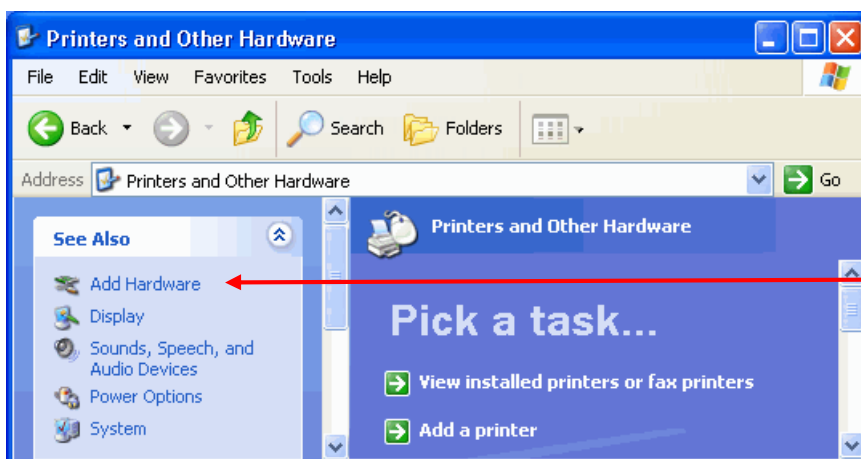 Printers and Other Hardware
File Edit View Favorites Tools Help
Back Search Folders
Address Printers and Other Hardware Go
See Also
Add Hardware
Display
Sounds, Speech, and
Audio Devices
Power Options
System
Printers and Other Hardware
Pick a task...
View installed printers or fax printers
Add a printer